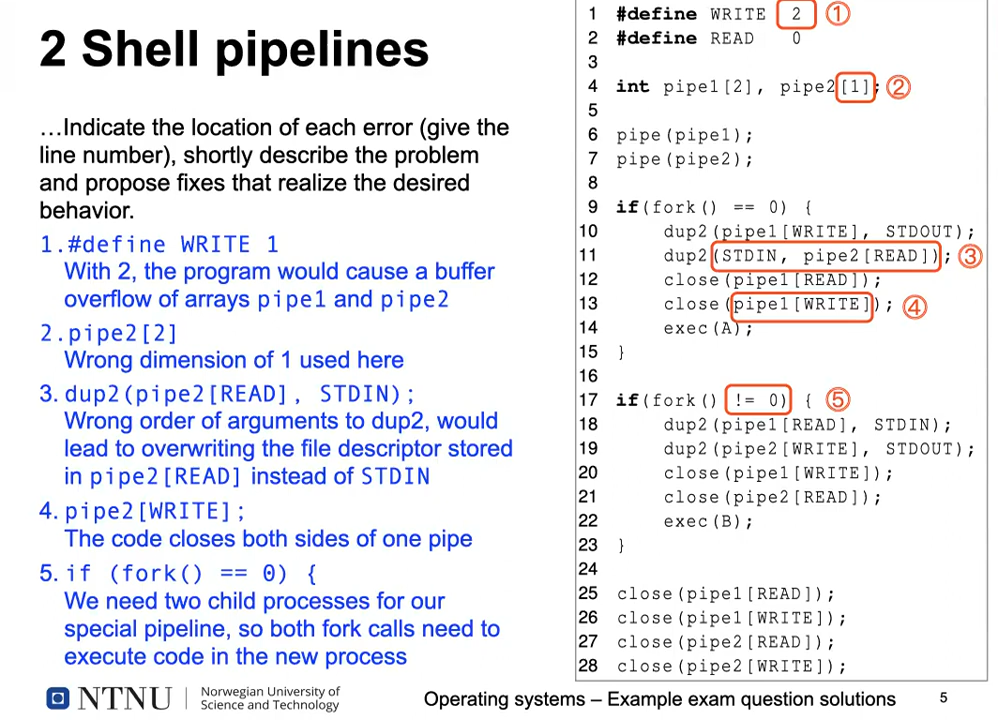 2 Shell pipelines
…Indicate the location of each error (give the
line number), shortly describe the problem
and propose fixes that realize the desired
behavior.
1.#define WRITE 1
With 2, the program would cause a buffer
overflow of arrays pipe1 and pipe2
2.pipe2[2]
Wrong dimension of 1 used here
3. dup2(pipe2[READ], STDIN);
Wrong order of arguments to dup2, would
lead to overwriting the file descriptor stored
in pipe2[READ] instead of STDIN
4. pipe2[WRITE];
The code closes both sides of one pipe
5. if (fork() == 0) {
We need two child processes for our
special pipeline, so both fork calls need to
execute code in the new process
1 #define WRITE 2 ①
2 #define READ 0
3
4 int pipe1[2], pipe2[1]; ②
5
6 pipe(pipe1);
7 pipe(pipe2);
8
9 if(fork() == 0) {
10 dup2(pipe1[WRITE], STDOUT);
11 dup2(STDIN, pipe2[READ]); ③
12 close(pipe1[READ]);
13 close(pipe1[WRITE]); ④
14 exec(A);
15 }
16
17 if(fork() != 0) { ⑤
18 dup2(pipe1[READ], STDIN);
19 dup2(pipe2[WRITE], STDOUT);
20 close(pipe1[WRITE]);
21 close(pipe2[READ]);
22 exec(B);
23 }
24
25 close(pipe1[READ]);
26 close(pipe1[WRITE]);
27 close(pipe2[READ]);
28 close(pipe2[WRITE]);
NTNU
Norwegian University of
Science and Technology
Operating systems – Example exam question solutions
5